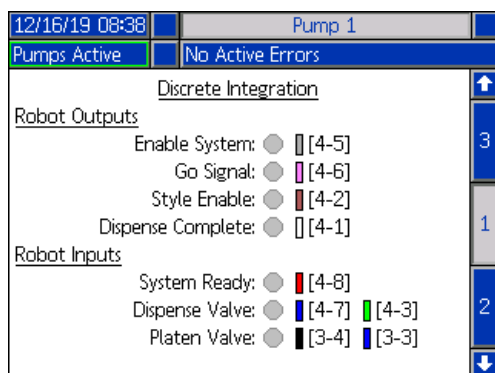 12/16/19 08:38 Pump 1
Pumps Active No Active Errors
Discrete Integration
Robot Outputs
Enable System: [4-5]
Go Signal: [4-6]
Style Enable: [4-2]
Dispense Complete: [4-1]
Robot Inputs
System Ready: [4-8]
Dispense Valve: [4-7] [4-3]
Platen Valve: [3-4] [3-3]
3
1
2